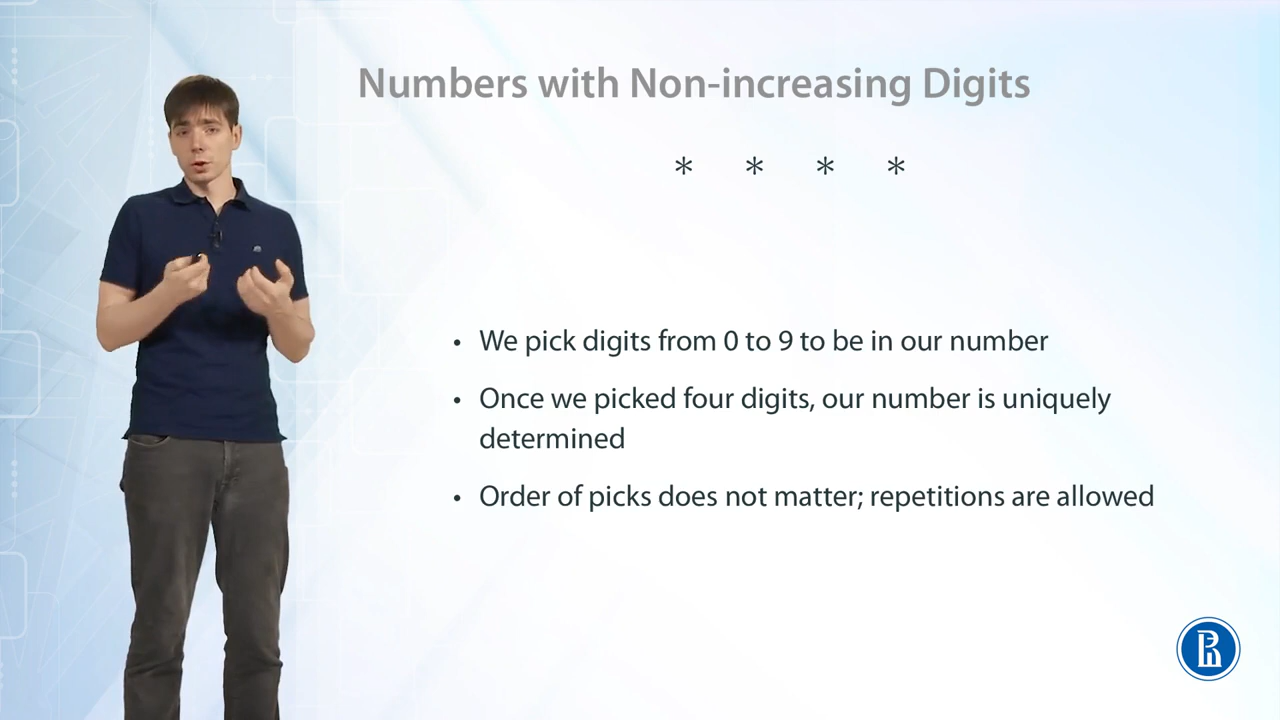 Numbers with Non-increasing Digits
* * * *
• We pick digits from 0 to 9 to be in our number
• Once we picked four digits, our number is uniquely
determined
• Order of picks does not matter; repetitions are allowed